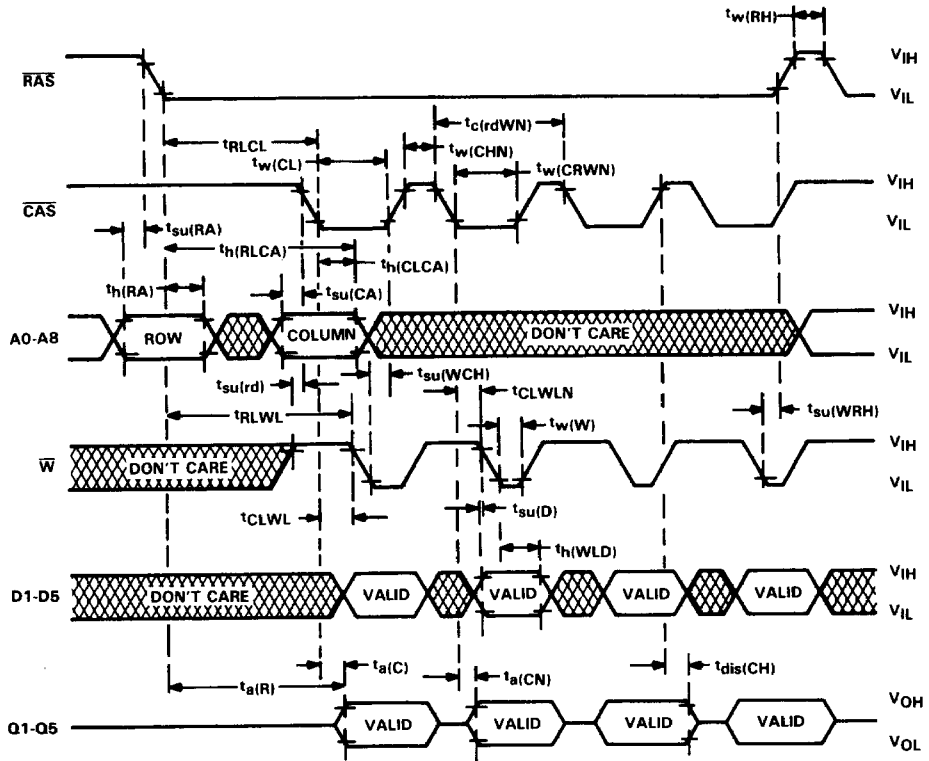 tw(RH)
RAS
VIH
VIL
tc(rdWN)
tRLCL
tw(CL)
tw(CHN)
tw(CRWN)
CAS
VIH
VIL
tsu(RA)
th(RLCA)
th(CLCA)
th(RA)
tsu(CA)
A0-A8
ROW
COLUMN
DON'T CARE
VIH
VIL
tsu(rd)
tsu(WCH)
tCLWLN
tRLWL
tw(W)
tsu(WRH)
W
DON'T CARE
VIH
VIL
tCLWL
tsu(D)
th(WLD)
D1-D5
DON'T CARE
VALID
VALID
VALID
VALID
VIH
VIL
ta(C)
ta(R)
ta(CN)
tdis(CH)
Q1-Q5
VALID
VALID
VALID
VALID
VOH
VOL